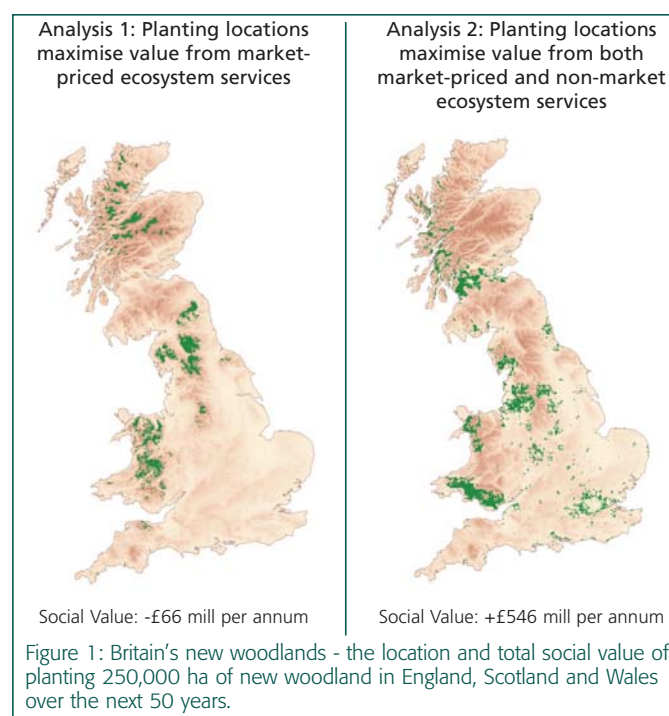 Analysis 1: Planting locations
maximise value from market-
priced ecosystem services
Analysis 2: Planting locations
maximise value from both
market-priced and non-market
ecosystem services
Social Value: -£66 mill per annum
Social Value: +£546 mill per annum
Figure 1: Britain's new woodlands - the location and total social value of
planting 250,000 ha of new woodland in England, Scotland and Wales
over the next 50 years.